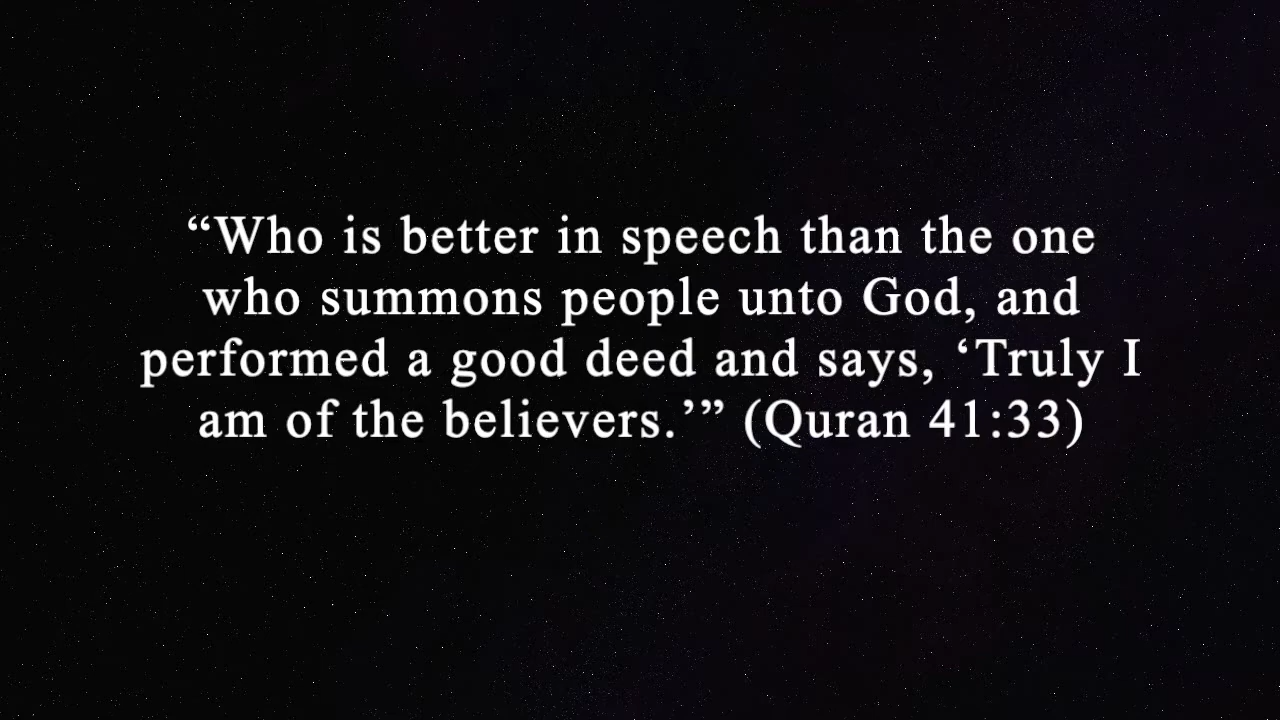 “Who is better in speech than the one
who summons people unto God, and
performed a good deed and says, ‘Truly I
am of the believers.’” (Quran 41:33)